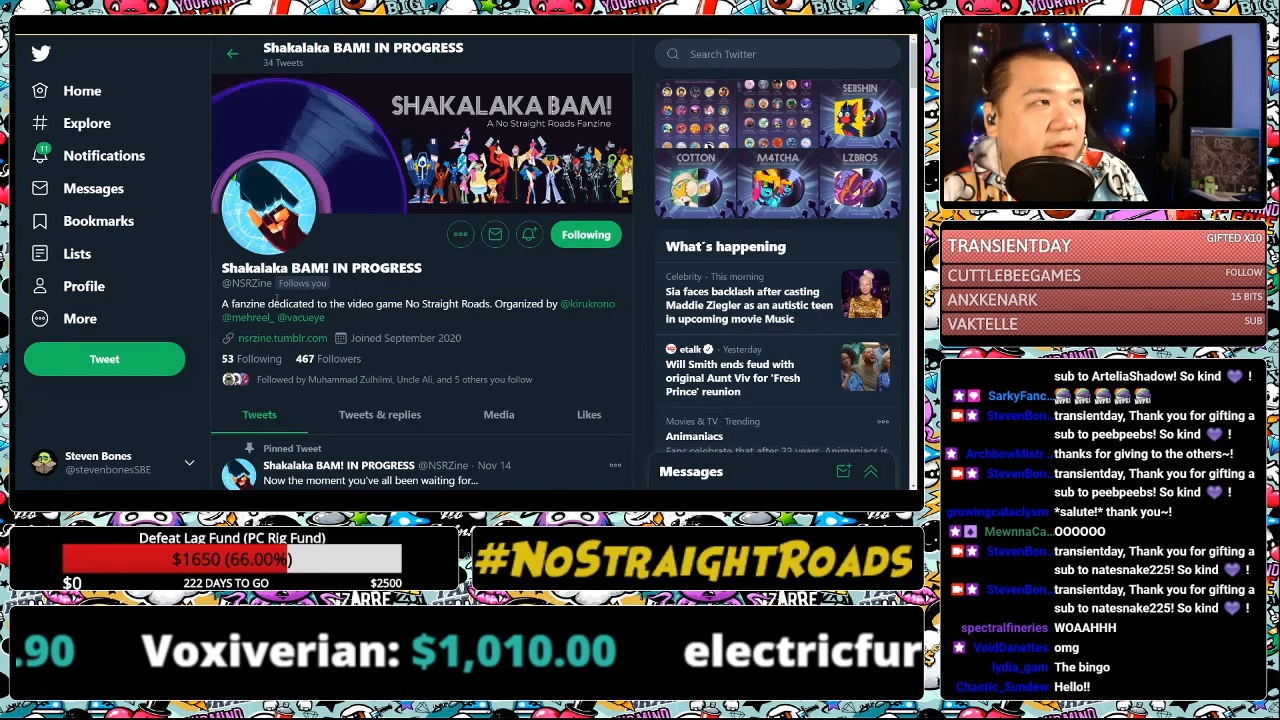 Shakalaka BAM! IN PROGRESS
34 Tweets
Search Twitter
Home
Explore
11
Notifications
Messages
Bookmarks
Lists
Profile
More
Tweet
Steven Bones
@stevenbonesSBE
SHAKALAKA BAM!
A No Straight Roads Fanzine
Following
Shakalaka BAM! IN PROGRESS
@NSRZine Follows you
A fanzine dedicated to the video game No Straight Roads. Organized by @kirukrono
@mehreel_ @vacueye
nsrzine.tumblr.com Joined September 2020
53 Following 467 Followers
Followed by Muhammad Zulhilmi, Uncle Ali, and 5 others you follow
Tweets Tweets & replies Media Likes
Pinned Tweet
Shakalaka BAM! IN PROGRESS @NSRZine · Nov 14
Now the moment you've all been waiting for...
SEIISHIN
COTTON M4TCHA LZBROS
What's happening
Celebrity · This morning
Sia faces backlash after casting
Maddie Ziegler as an autistic teen
in upcoming movie Music
etalk · Yesterday
Will Smith ends feud with
original Aunt Viv for 'Fresh
Prince' reunion
Movies & TV · Trending
Animaniacs
Messages
NSR
TRANSIENTDAY GIFTED X10
CUTTLEBEEGAMES FOLLOW
ANXKENARK 15 BITS
VAKTELLE SUB
sub to ArteliaShadow! So kind !
SarkyFanc...
StevenBon... transientday, Thank you for gifting a
sub to peebpeebs! So kind !
ArchbowMistr... thanks for giving to the others~!
StevenBon... transientday, Thank you for gifting a
sub to peebpeebs! So kind !
growingcataclysm *salute!* thank you~!
MewnnaCa... OOOOOO
StevenBon... transientday, Thank you for gifting a
sub to natesnake225! So kind !
StevenBon... transientday, Thank you for gifting a
sub to natesnake225! So kind !
spectralfineries WOAAHHH
VoidDanettes omg
lydia_gam The bingo
Chaotic_Sundew Hello!!
Defeat Lag Fund (PC Rig Fund)
$1650 (66.00%)
$0 222 DAYS TO GO $2500
#NOSTRAIGHTROADS
.90 Voxiverian: $1,010.00 electricfur